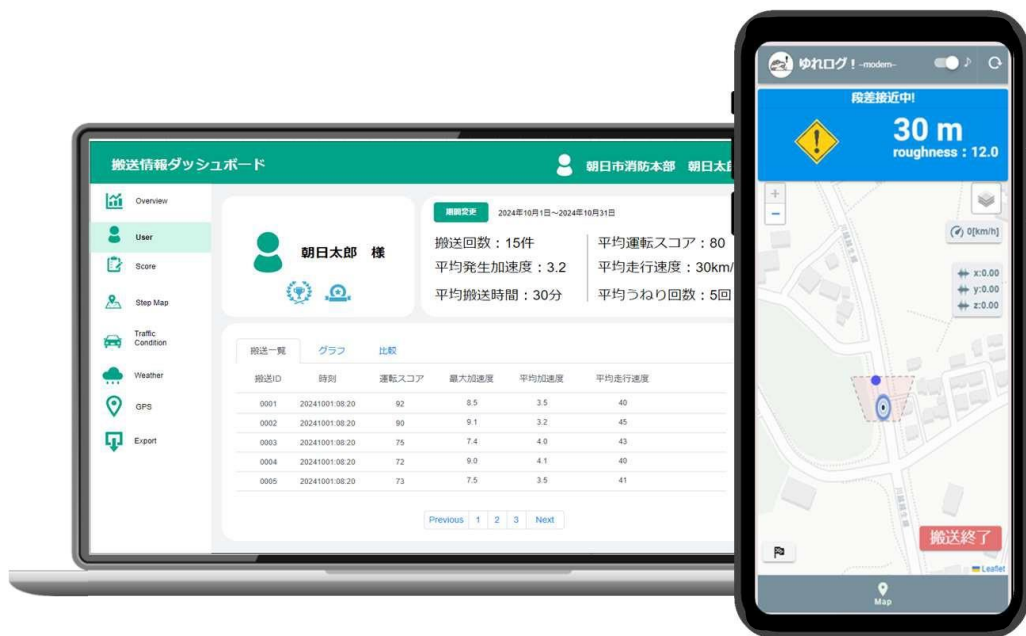 搬送情報ダッシュボード
朝日市消防本部 朝日太郎
Overview
User
Score
Step Map
Traffic
Condition
Weather
GPS
Export
朝日太郎 様
期間変更 2024年10月1日~2024年10月31日
搬送回数:15件
平均発生加速度:3.2
平均搬送時間:30分
平均運転スコア:80
平均走行速度:30km/
平均うねり回数:5回
搬送一覧 グラフ 比較
搬送ID 時刻 運転スコア 最大加速度 平均加速度 平均走行速度
0001 20241001:08:20 92 8.5 3.5 40
0002 20241001:08:20 90 9.1 3.2 45
0003 20241001:08:20 75 7.4 4.0 43
0004 20241001:08:20 72 9.0 4.1 40
0005 20241001:08:20 73 7.5 3.5 41
Previous 1 2 3 Next
ゆれログ! -modem- ♪
段差接近中!
30 m
roughness : 12.0
+
−
0[km/h]
x:0.00
y:0.00
z:0.00
搬送終了
Leaflet
Map